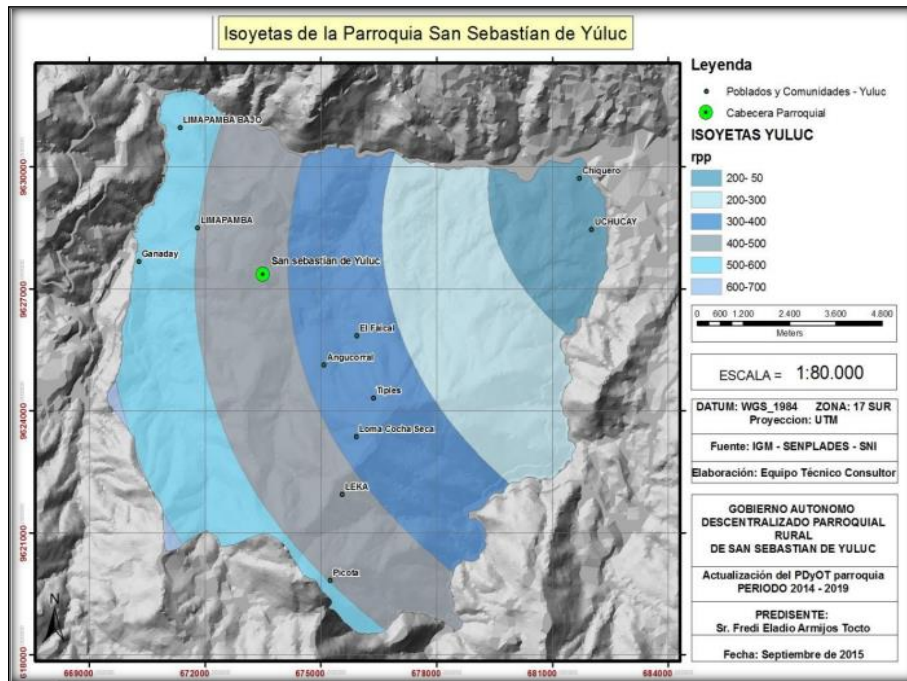 Isoyetas de la Parroquia San Sebastían de Yúluc
Leyenda
Poblados y Comunidades - Yuluc
Cabecera Parroquial
ISOYETAS YULUC
rpp
200- 50
200-300
300-400
400-500
500-600
600-700
0 600 1.200 2.400 3.600 4.800
Meters
ESCALA = 1:80.000
DATUM: WGS_1984 ZONA: 17 SUR
Proyeccion: UTM
Fuente: IGM - SENPLADES - SNI
Elaboración: Equipo Técnico Consultor
GOBIERNO AUTONOMO
DESCENTRALIZADO PARROQUIAL
RURAL
DE SAN SEBASTIAN DE YULUC
Actualización del PDyOT parroquia
PERIODO 2014 - 2019
PREDISENTE:
Sr. Fredi Eladio Armijos Tocto
Fecha: Septiembre de 2015
LIMAPAMBA BAJO
Chiquero
LIMAPAMBA
UCHUCAY
Ganaday
San sebastian de Yuluc
El Faical
Angucorral
Tiples
Loma Cocha Seca
LEKA
Picota
N
9630000
9627000
9624000
9621000
9618000
669000 672000 675000 678000 681000 684000